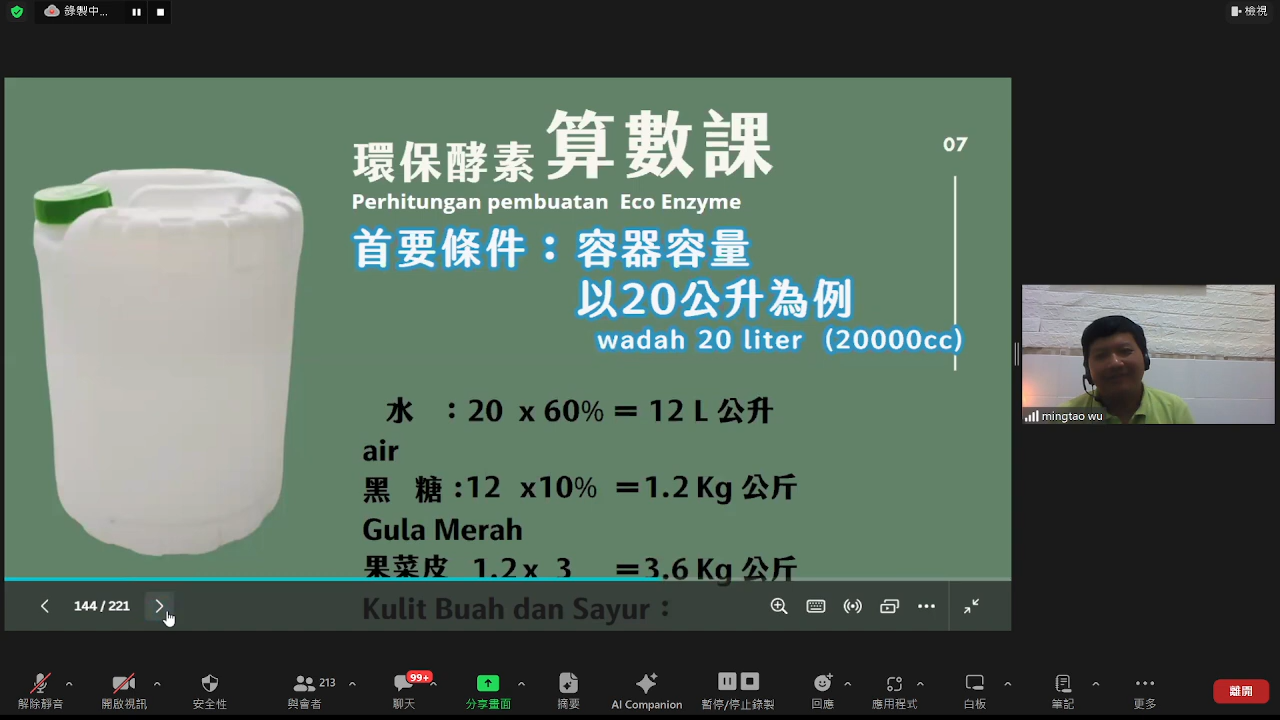 錄製中...
檢視
環保酵素 算數課
07
Perhitungan pembuatan Eco Enzyme
首要條件：容器容量
以20公升為例
wadah 20 liter (20000cc)
水 ：20 x 60% ＝ 12 L 公升
air
黑 糖：12 x10% ＝1.2 Kg 公斤
Gula Merah
果菜皮 1.2 x 3 ＝3.6 Kg 公斤
Kulit Buah dan Sayur：
mingtao wu
144 / 221
213
99+
解除靜音
開啟視訊
安全性
與會者
聊天
分享畫面
摘要
AI Companion
暫停/停止錄製
回應
應用程式
白板
筆記
更多
離開